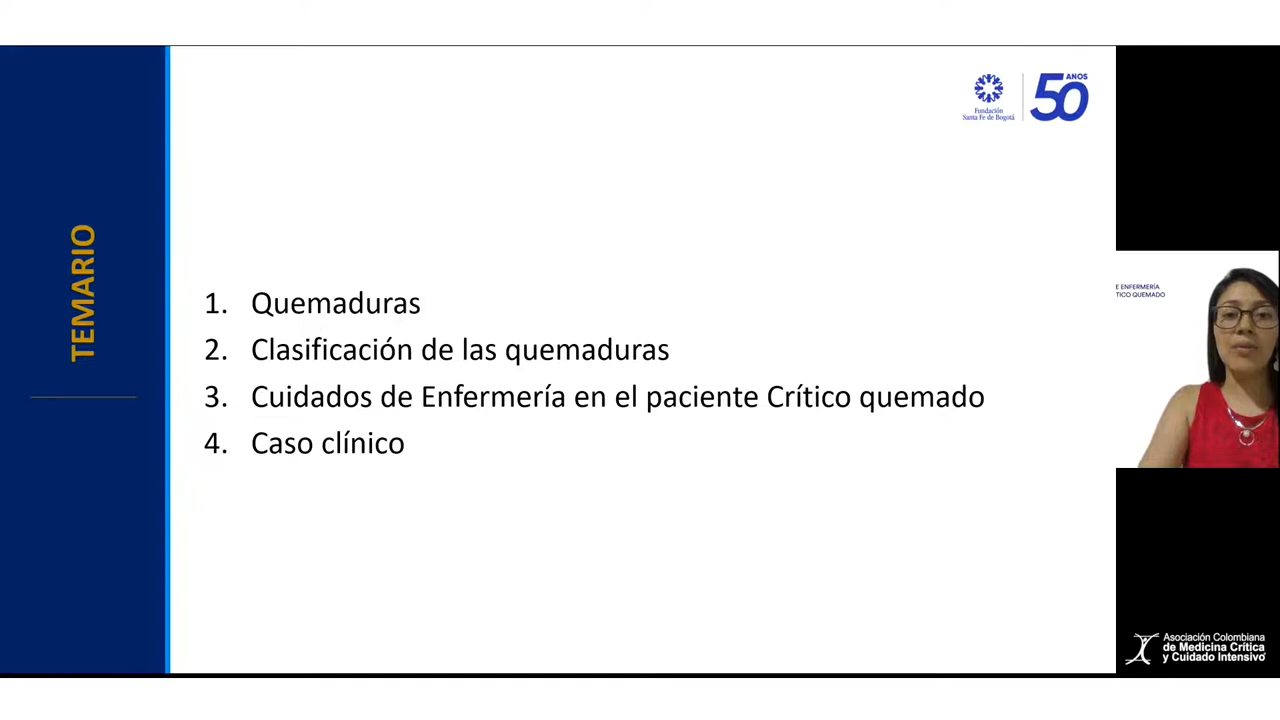 TEMARIO
Fundación
Santa Fe de Bogotá
50
AÑOS
1. Quemaduras
2. Clasificación de las quemaduras
3. Cuidados de Enfermería en el paciente Crítico quemado
4. Caso clínico
E ENFERMERÍA
TICO QUEMADO
Asociación Colombiana
de Medicina Crítica
y Cuidado Intensivo